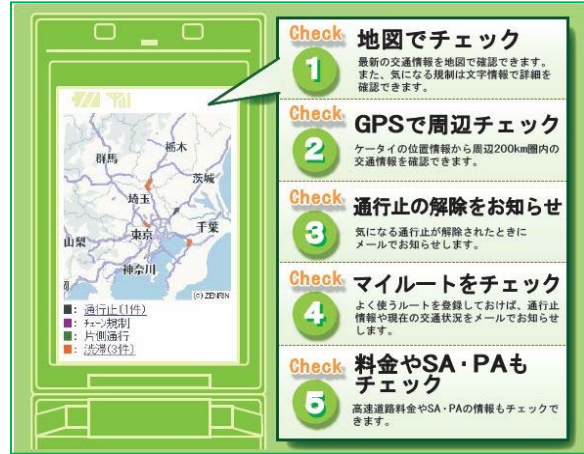 Check
1
地図でチェック
最新の交通情報を地図で確認できます。
また、気になる規制は文字情報で詳細を
確認できます。
Check
2
GPSで周辺チェック
ケータイの位置情報から周辺200km圏内の
交通情報を確認できます。
Check
3
通行止の解除をお知らせ
気になる通行止が解除されたときに
メールでお知らせします。
Check
4
マイルートをチェック
よく使うルートを登録しておけば、通行止
情報や現在の交通状況をメールでお知らせ
します。
Check
5
料金やSA・PAも
チェック
高速道路料金やSA・PAの情報もチェックで
きます。
群馬
栃木
茨城
埼玉
東京
千葉
山梨
神奈川
(c)ZENRIN
■：通行止(1件)
■：チェーン規制
■：片側通行
■：渋滞(3件)